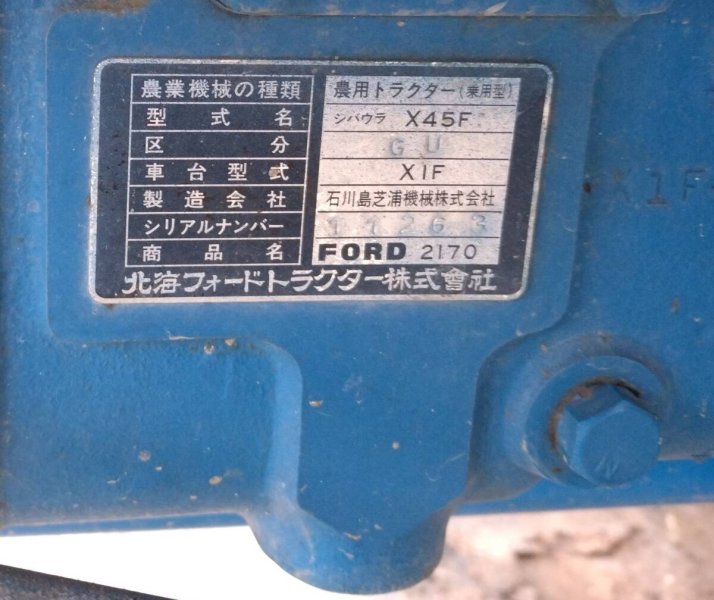 農業機械の種類 農用トラクター(乗用型)
型式名 シバウラ X45F
区分 GU
車台型式 X1F
製造会社 石川島芝浦機械株式会社
シリアルナンバー 11263
商品名 FORD 2170
北海フォードトラクター株式會社
1F